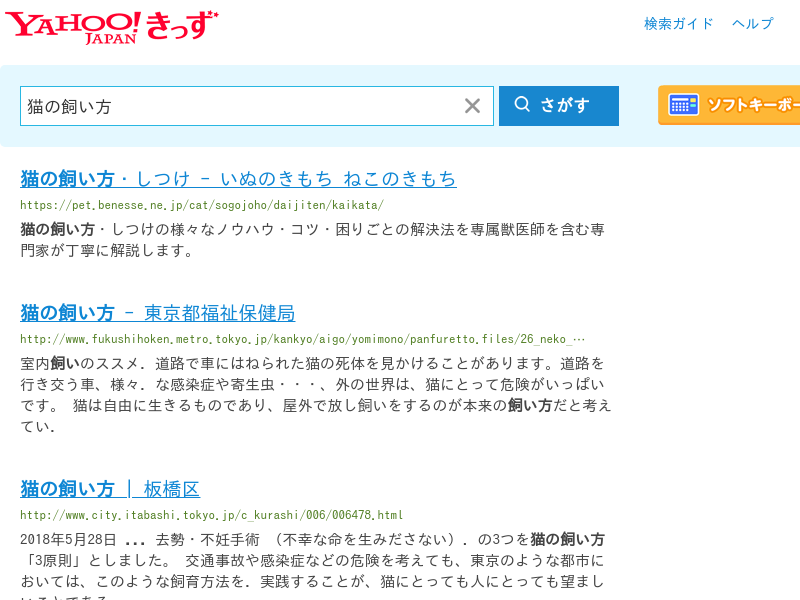 YAHOO! きっず
JAPAN
検索ガイド ヘルプ
猫の飼い方
さがす
ソフトキーボー
猫の飼い方・しつけ - いぬのきもち ねこのきもち
https://pet.benesse.ne.jp/cat/sogojoho/daijiten/kaikata/
猫の飼い方・しつけの様々なノウハウ・コツ・困りごとの解決法を専属獣医師を含む専
門家が丁寧に解説します。
猫の飼い方 - 東京都福祉保健局
http://www.fukushihoken.metro.tokyo.jp/kankyo/aigo/yomimono/panfuretto.files/26_neko_…
室内飼いのススメ. 道路で車にはねられた猫の死体を見かけることがあります。道路を
行き交う車、様々. な感染症や寄生虫・・・、外の世界は、猫にとって危険がいっぱい
です。 猫は自由に生きるものであり、屋外で放し飼いをするのが本来の飼い方だと考え
てい.
猫の飼い方 | 板橋区
http://www.city.itabashi.tokyo.jp/c_kurashi/006/006478.html
2018年5月28日 ... 去勢・不妊手術 （不幸な命を生みださない）. の3つを猫の飼い方
「3原則」としました。 交通事故や感染症などの危険を考えても、東京のような都市に
おいては、このような飼育方法を. 実践することが、猫にとっても人にとっても望まし
いことである